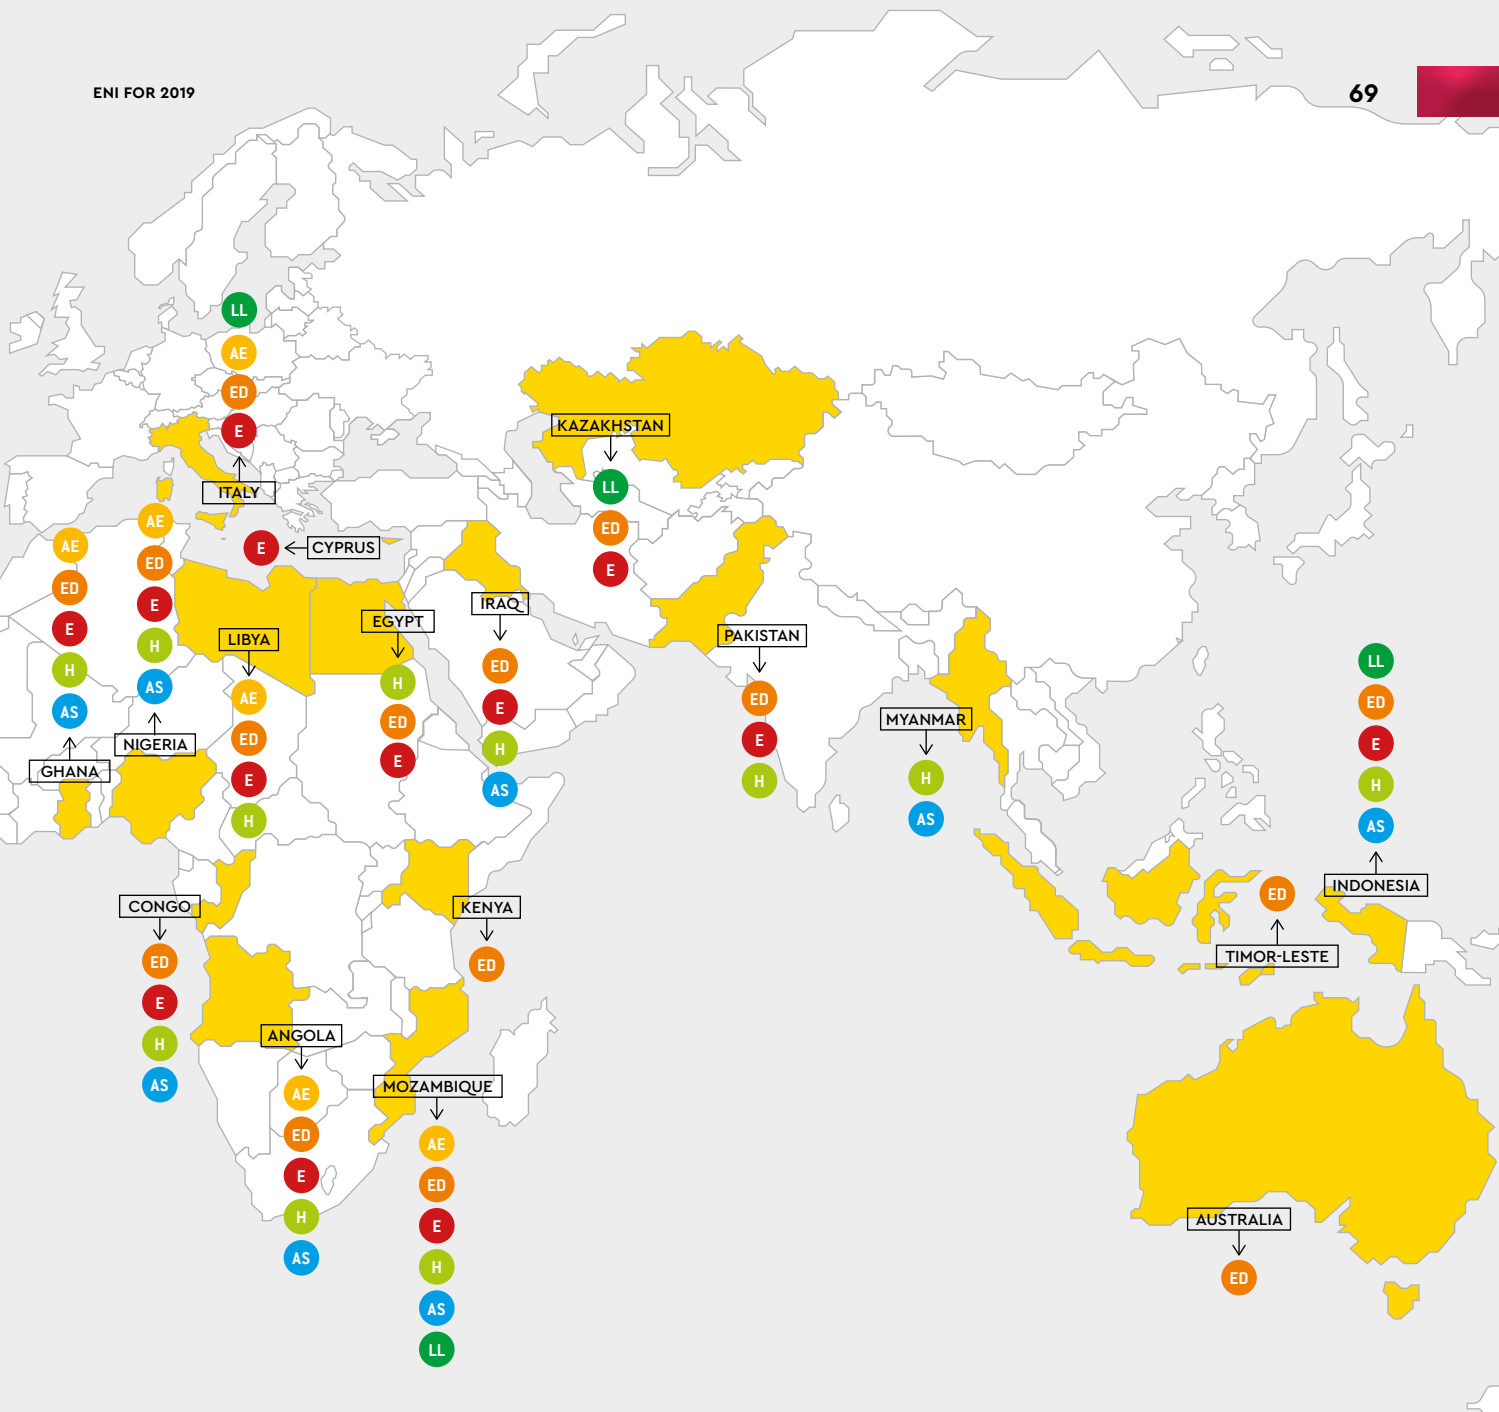 ENI FOR 2019
69
LL
AE
ED
E
ITALY
E
CYPRUS
KAZAKHSTAN
LL
ED
E
AE
ED
E
H
AS
GHANA
AE
ED
E
H
AS
NIGERIA
LIBYA
AE
ED
E
H
EGYPT
H
ED
E
IRAQ
ED
E
H
AS
PAKISTAN
ED
E
H
MYANMAR
H
AS
LL
ED
E
H
AS
INDONESIA
ED
TIMOR-LESTE
CONGO
ED
E
H
AS
KENYA
ED
ANGOLA
AE
ED
E
H
AS
MOZAMBIQUE
AE
ED
E
H
AS
LL
AUSTRALIA
ED